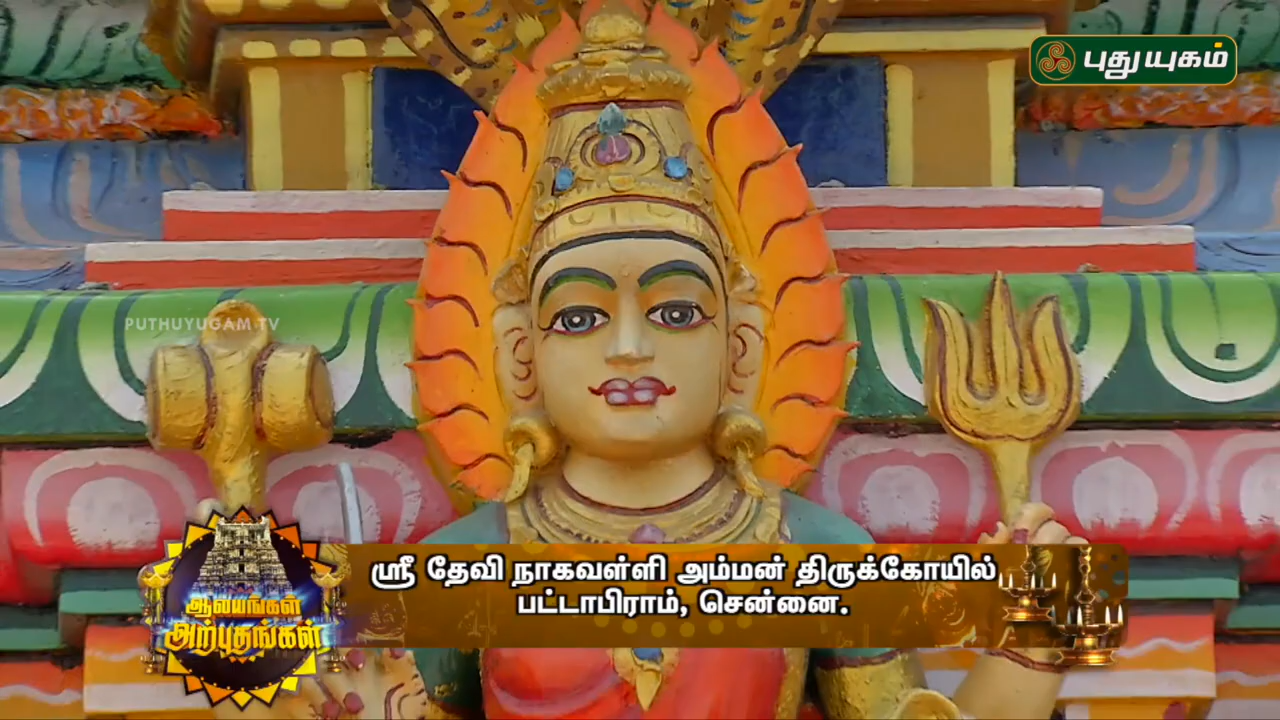 புதுயுகம்
PUTHUYUGAM TV
ஸ்ரீ தேவி நாகவள்ளி அம்மன் திருக்கோயில்
பட்டாபிராம், சென்னை.
ஆலயங்கள்
அற்புதங்கள்